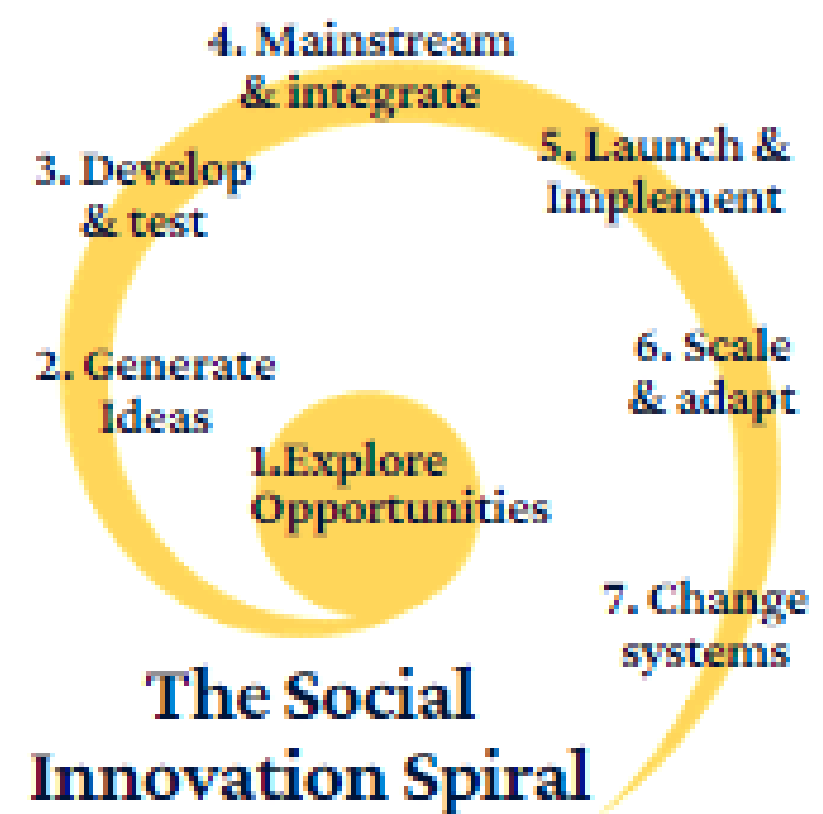 4. Mainstream
& integrate
5. Launch &
Implement
3. Develop
& test
6. Scale
& adapt
2. Generate
Ideas
1.Explore
Opportunities
7. Change
systems
The Social
Innovation Spiral